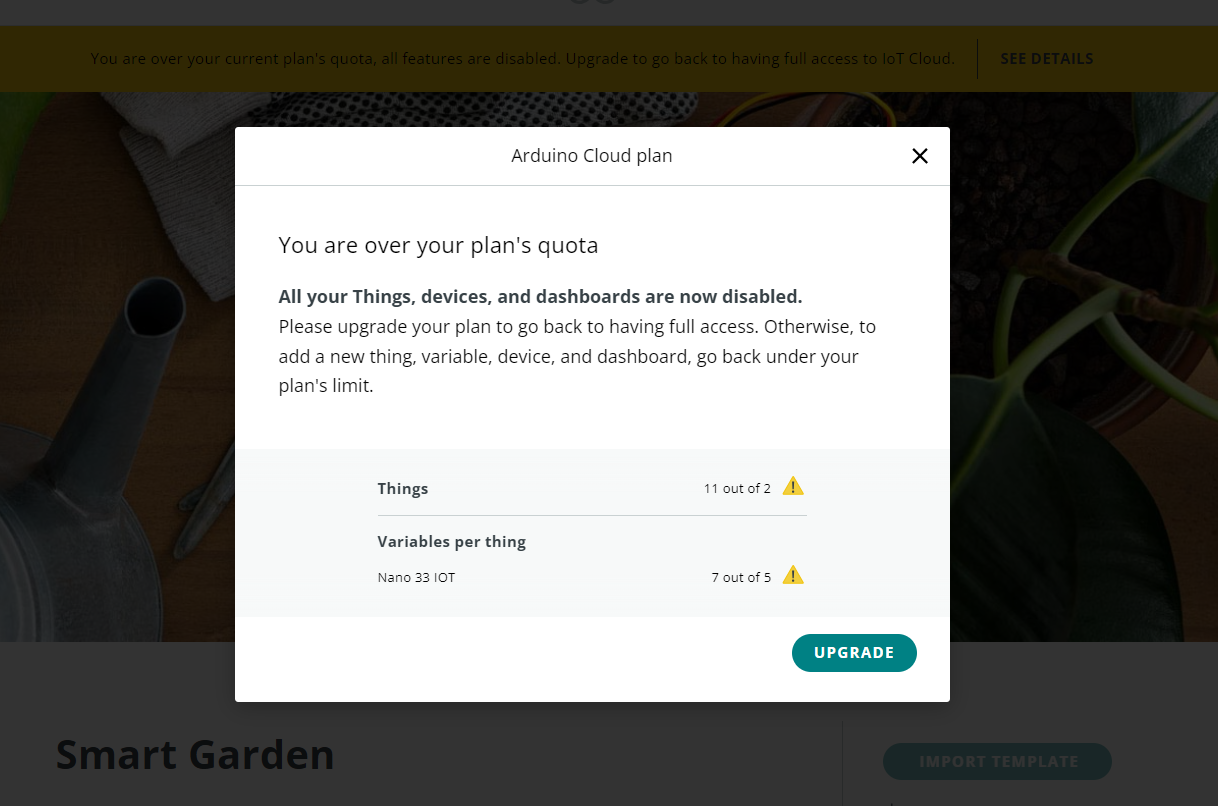 You are over your current plan's quota, all features are disabled. Upgrade to go back to having full access to IoT Cloud.
SEE DETAILS
Arduino Cloud plan
You are over your plan's quota
All your Things, devices, and dashboards are now disabled.
Please upgrade your plan to go back to having full access. Otherwise, to
add a new thing, variable, device, and dashboard, go back under your
plan's limit.
Things
11 out of 2
Variables per thing
Nano 33 IOT
7 out of 5
UPGRADE
Smart Garden
IMPORT TEMPLATE